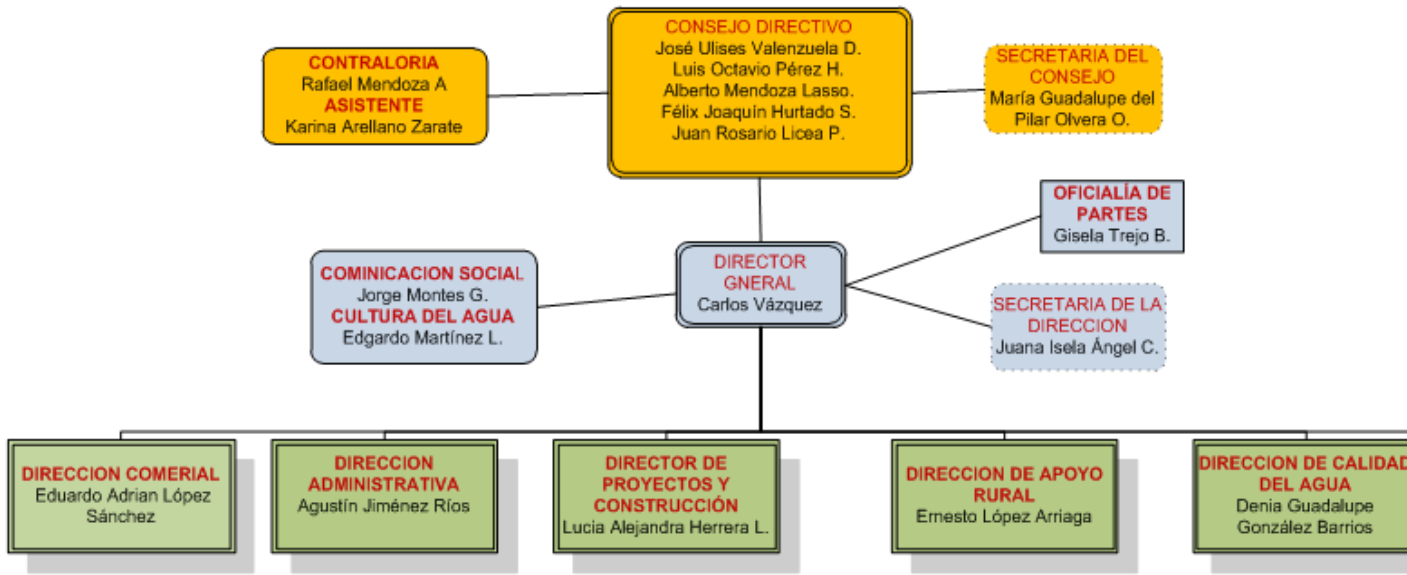 CONSEJO DIRECTIVO
José Ulises Valenzuela D.
Luis Octavio Pérez H.
Alberto Mendoza Lasso.
Félix Joaquín Hurtado S.
Juan Rosario Licea P.
CONTRALORIA
Rafael Mendoza A
ASISTENTE
Karina Arellano Zarate
SECRETARIA DEL
CONSEJO
María Guadalupe del
Pilar Olvera O.
OFICIALÍA DE
PARTES
Gisela Trejo B.
COMINICACION SOCIAL
Jorge Montes G.
CULTURA DEL AGUA
Edgardo Martínez L.
DIRECTOR
GNERAL
Carlos Vázquez
SECRETARIA DE LA
DIRECCION
Juana Isela Ángel C.
DIRECCION COMERIAL
Eduardo Adrian López
Sánchez
DIRECCION
ADMINISTRATIVA
Agustín Jiménez Ríos
DIRECTOR DE
PROYECTOS Y
CONSTRUCCIÓN
Lucia Alejandra Herrera L.
DIRECCION DE APOYO
RURAL
Ernesto López Arriaga
DIRECCION DE CALIDAD
DEL AGUA
Denia Guadalupe
González Barrios